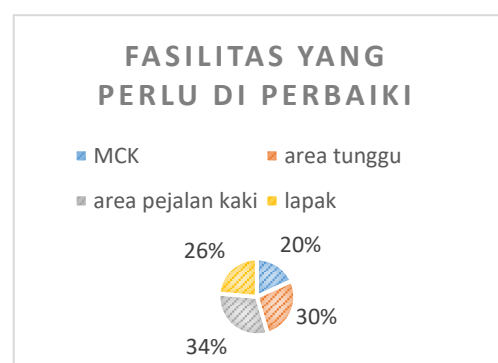 FASILITAS YANG
PERLU DI PERBAIKI
MCK
area tunggu
area pejalan kaki
lapak
26%
20%
34%
30%